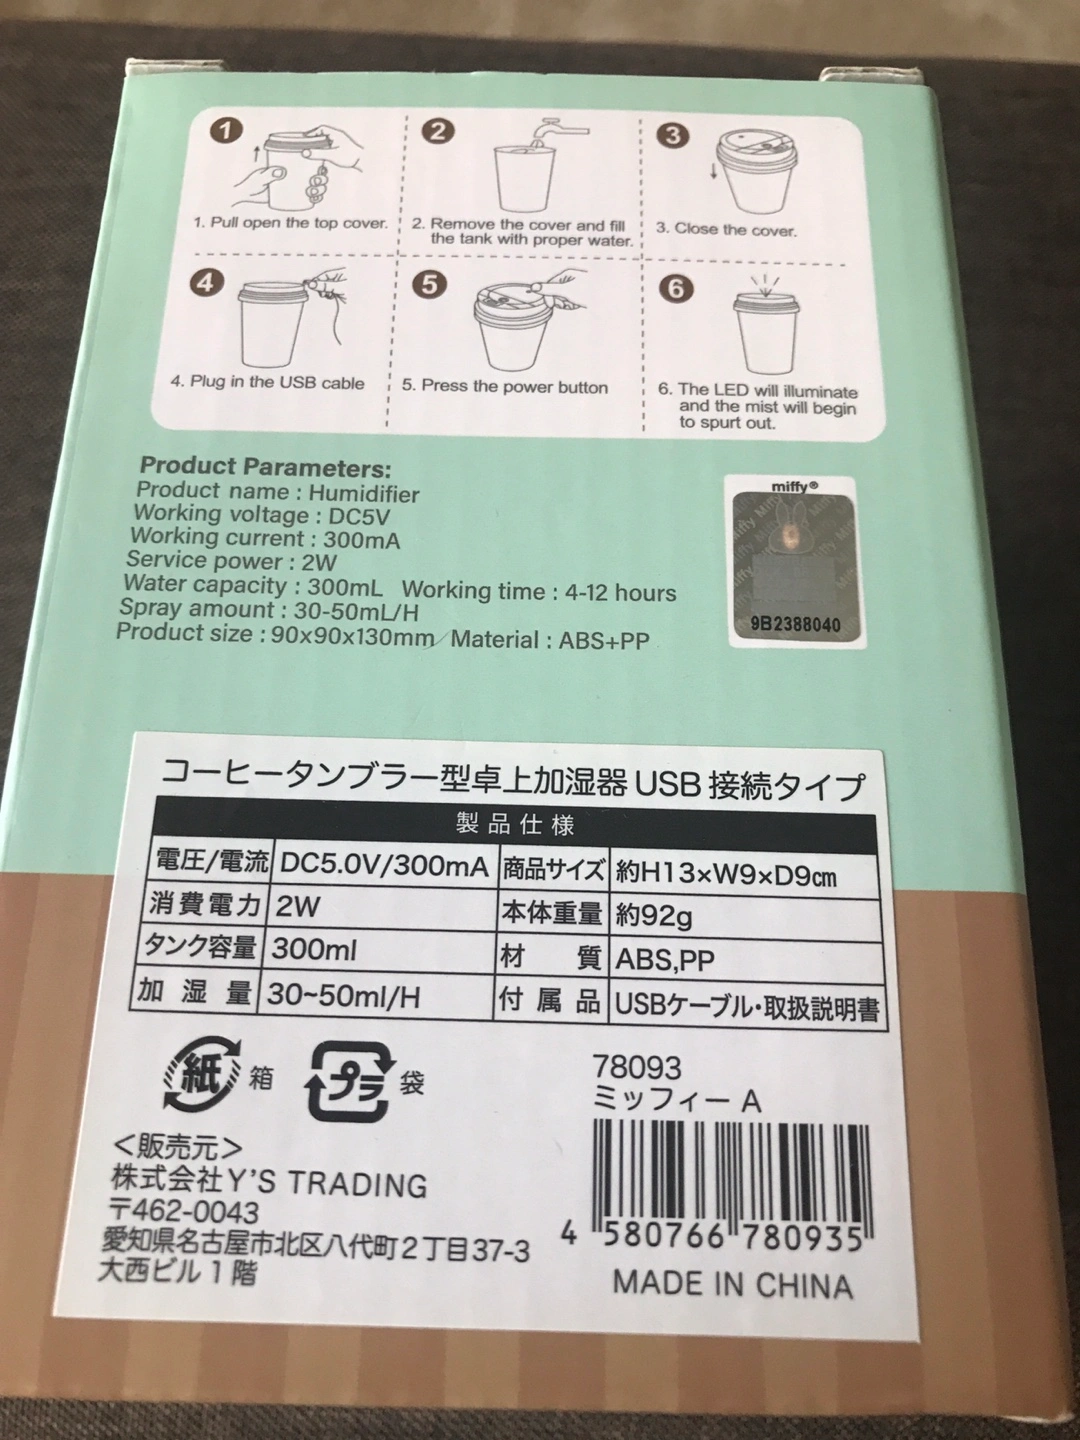 1
2
3
1. Pull open the top cover.
2. Remove the cover and fill
the tank with proper water.
3. Close the cover.
4
5
6
4. Plug in the USB cable
5. Press the power button
6. The LED will illuminate
and the mist will begin
to spurt out.
Product Parameters:
Product name : Humidifier
Working voltage : DC5V
Working current : 300mA
Service power : 2W
Water capacity : 300mL Working time : 4-12 hours
Spray amount : 30-50mL/H
Product size : 90x90x130mm Material : ABS+PP
miffy®
9B2388040
コーヒータンブラー型卓上加湿器 USB 接続タイプ
製品仕様
電圧/電流 DC5.0V/300mA 商品サイズ 約H13×W9×D9cm
消費電力 2W 本体重量 約92g
タンク容量 300ml 材質 ABS,PP
加湿量 30~50ml/H 付属品 USBケーブル・取扱説明書
紙 箱 プラ 袋
78093
ミッフィー A
<販売元>
株式会社Y'S TRADING
〒462-0043
愛知県名古屋市北区八代町2丁目37-3
大西ビル1階
4 580766 780935
MADE IN CHINA